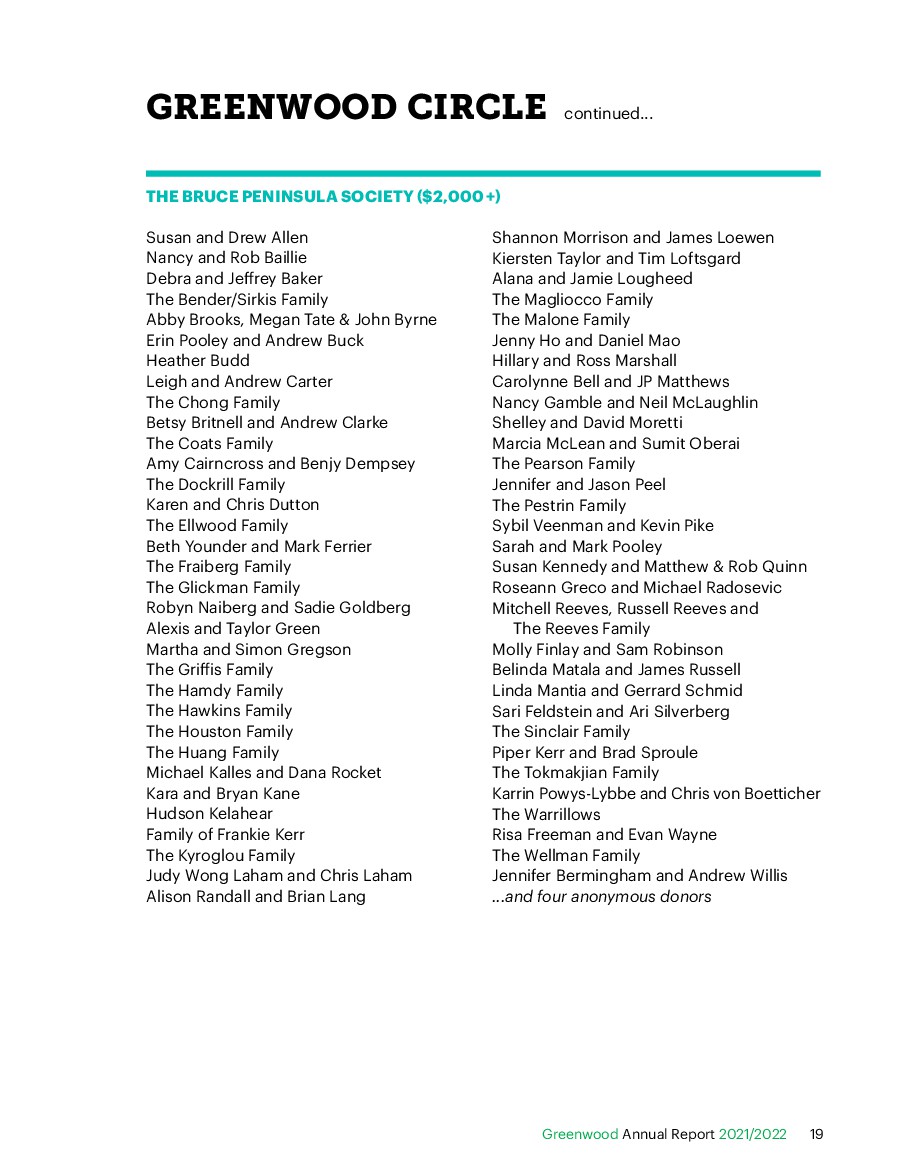 GREENWOOD CIRCLE continued...
THE BRUCE PENINSULA SOCIETY ($2,000+)
Susan and Drew Allen
Nancy and Rob Baillie
Debra and Jeffrey Baker
The Bender/Sirkis Family
Abby Brooks, Megan Tate & John Byrne
Erin Pooley and Andrew Buck
Heather Budd
Leigh and Andrew Carter
The Chong Family
Betsy Britnell and Andrew Clarke
The Coats Family
Amy Cairncross and Benjy Dempsey
The Dockrill Family
Karen and Chris Dutton
The Ellwood Family
Beth Younder and Mark Ferrier
The Fraiberg Family
The Glickman Family
Robyn Naiberg and Sadie Goldberg
Alexis and Taylor Green
Martha and Simon Gregson
The Griffis Family
The Hamdy Family
The Hawkins Family
The Houston Family
The Huang Family
Michael Kalles and Dana Rocket
Kara and Bryan Kane
Hudson Kelahear
Family of Frankie Kerr
The Kyroglou Family
Judy Wong Laham and Chris Laham
Alison Randall and Brian Lang
Shannon Morrison and James Loewen
Kiersten Taylor and Tim Loftsgard
Alana and Jamie Lougheed
The Magliocco Family
The Malone Family
Jenny Ho and Daniel Mao
Hillary and Ross Marshall
Carolynne Bell and JP Matthews
Nancy Gamble and Neil McLaughlin
Shelley and David Moretti
Marcia McLean and Sumit Oberai
The Pearson Family
Jennifer and Jason Peel
The Pestrin Family
Sybil Veenman and Kevin Pike
Sarah and Mark Pooley
Susan Kennedy and Matthew & Rob Quinn
Roseann Greco and Michael Radosevic
Mitchell Reeves, Russell Reeves and
The Reeves Family
Molly Finlay and Sam Robinson
Belinda Matala and James Russell
Linda Mantia and Gerrard Schmid
Sari Feldstein and Ari Silverberg
The Sinclair Family
Piper Kerr and Brad Sproule
The Tokmakjian Family
Karrin Powys-Lybbe and Chris von Boetticher
The Warrillows
Risa Freeman and Evan Wayne
The Wellman Family
Jennifer Bermingham and Andrew Willis
...and four anonymous donors
Greenwood Annual Report 2021/2022 19